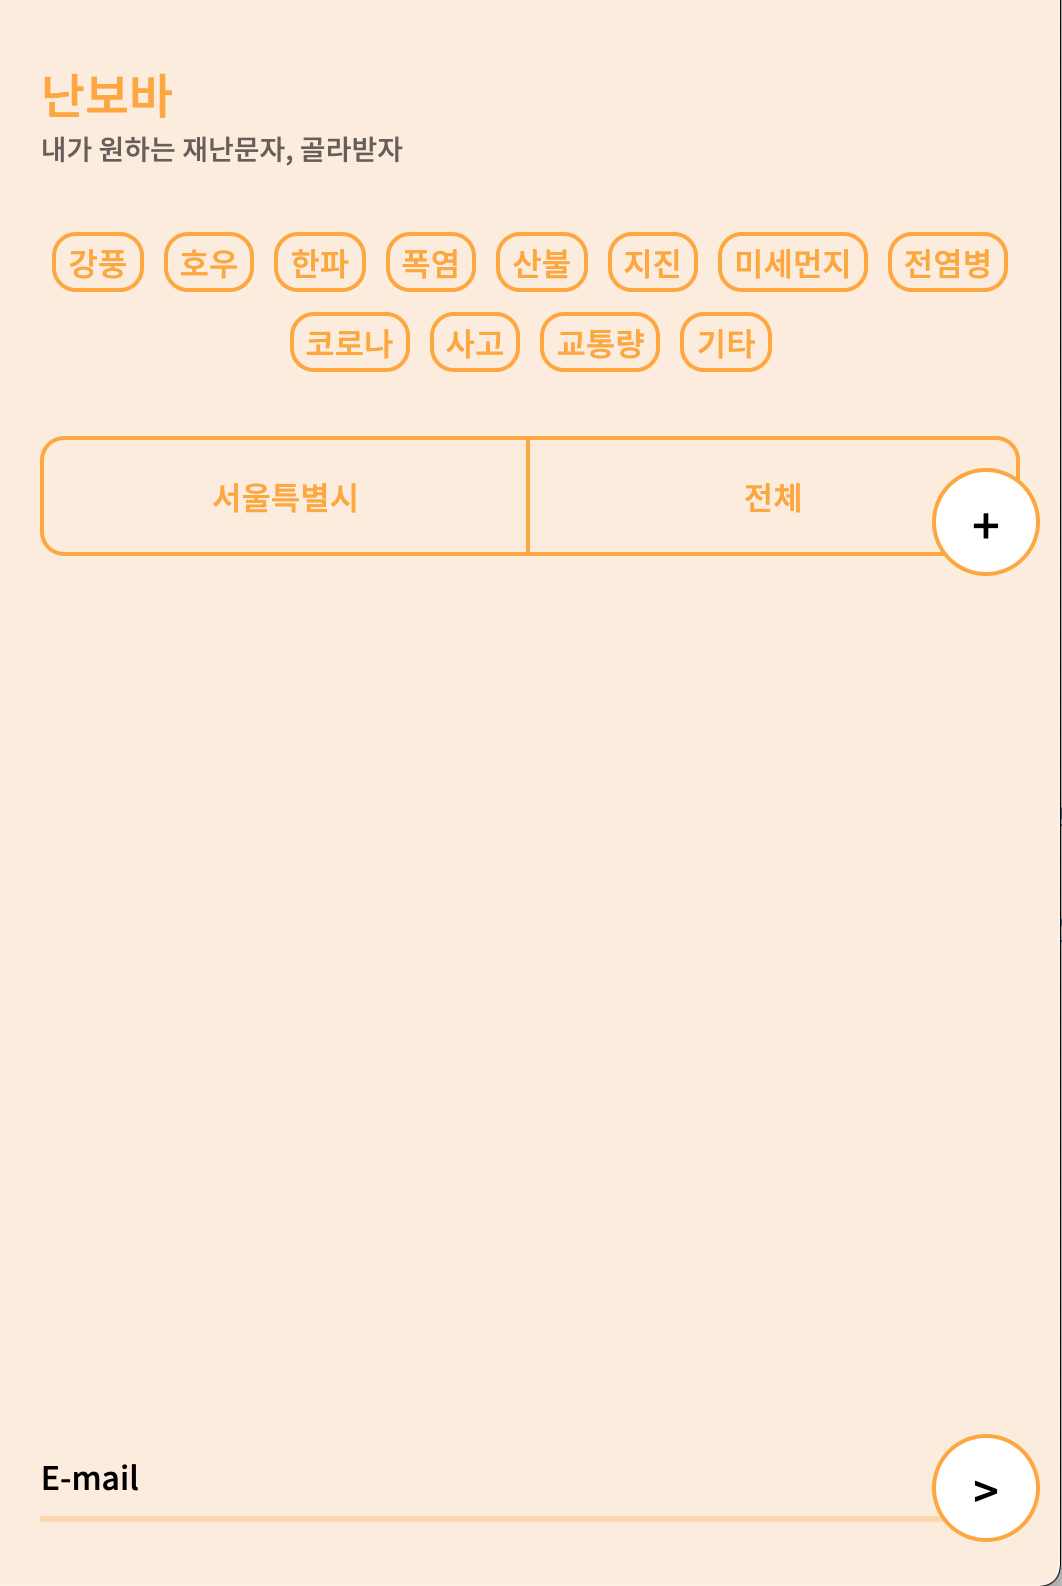 난보바
내가 원하는 재난문자, 골라받자
강풍 호우 한파 폭염 산불 지진 미세먼지 전염병
코로나 사고 교통량 기타
서울특별시 전체 +
E-mail >